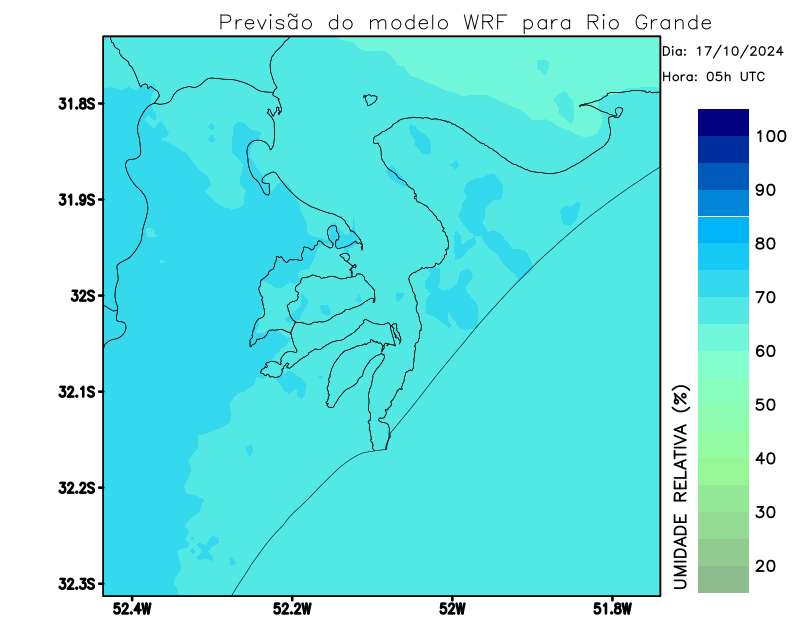 Previsão do modelo WRF para Rio Grande
Dia: 17/10/2024
Hora: 05h UTC
31.8S
31.9S
32S
32.1S
32.2S
32.3S
52.4W
52.2W
52W
51.8W
100
90
80
70
60
50
40
30
20
UMIDADE RELATIVA (%)